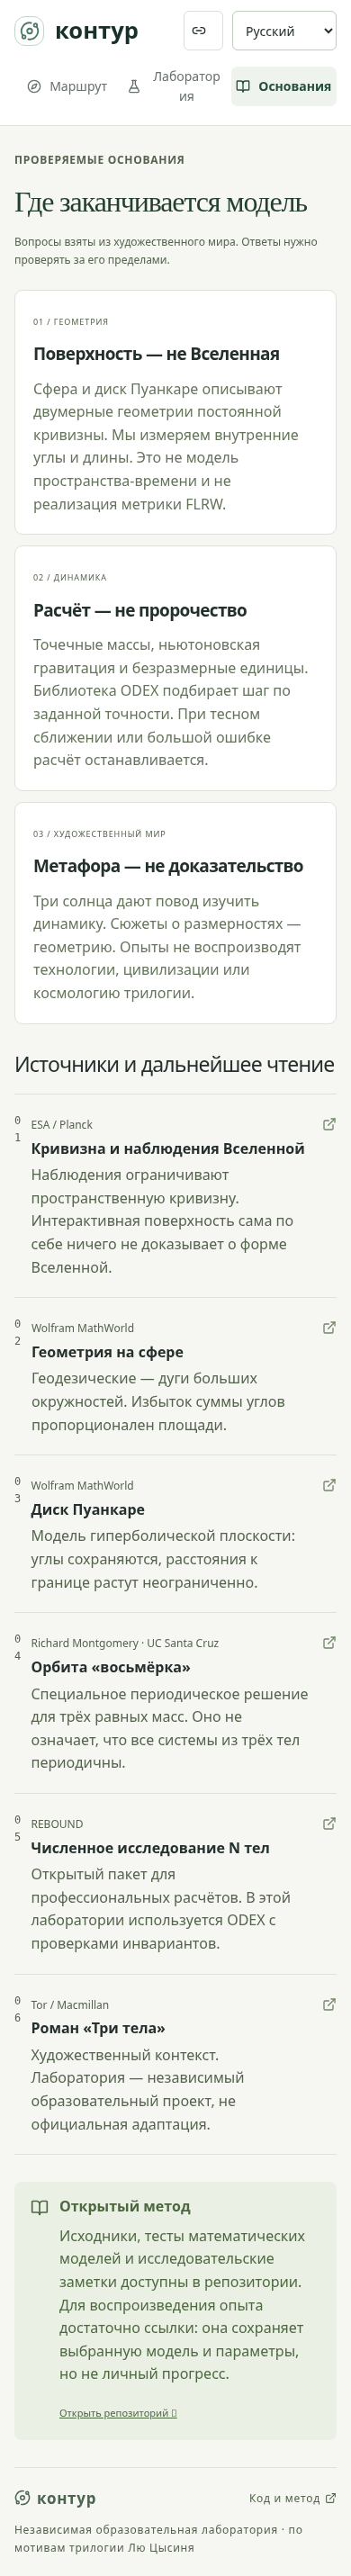 контур
Русский
Маршрут
Лаборатор
ия
Основания
ПРОВЕРЯЕМЫЕ ОСНОВАНИЯ
Где заканчивается модель
Вопросы взяты из художественного мира. Ответы нужно
проверять за его пределами.
01 / ГЕОМЕТРИЯ
Поверхность — не Вселенная
Сфера и диск Пуанкаре описывают
двумерные геометрии постоянной
кривизны. Мы измеряем внутренние
углы и длины. Это не модель
пространства-времени и не
реализация метрики FLRW.
02 / ДИНАМИКА
Расчёт — не пророчество
Точечные массы, ньютоновская
гравитация и безразмерные единицы.
Библиотека ODEX подбирает шаг по
заданной точности. При тесном
сближении или большой ошибке
расчёт останавливается.
03 / ХУДОЖЕСТВЕННЫЙ МИР
Метафора — не доказательство
Три солнца дают повод изучить
динамику. Сюжеты о размерностях —
геометрию. Опыты не воспроизводят
технологии, цивилизации или
космологию трилогии.
Источники и дальнейшее чтение
0
1
ESA / Planck
Кривизна и наблюдения Вселенной
Наблюдения ограничивают
пространственную кривизну.
Интерактивная поверхность сама по
себе ничего не доказывает о форме
Вселенной.
0
2
Wolfram MathWorld
Геометрия на сфере
Геодезические — дуги больших
окружностей. Избыток суммы углов
пропорционален площади.
0
3
Wolfram MathWorld
Диск Пуанкаре
Модель гиперболической плоскости:
углы сохраняются, расстояния к
границе растут неограниченно.
0
4
Richard Montgomery · UC Santa Cruz
Орбита «восьмёрка»
Специальное периодическое решение
для трёх равных масс. Оно не
означает, что все системы из трёх тел
периодичны.
0
5
REBOUND
Численное исследование N тел
Открытый пакет для
профессиональных расчётов. В этой
лаборатории используется ODEX с
проверками инвариантов.
0
6
Tor / Macmillan
Роман «Три тела»
Художественный контекст.
Лаборатория — независимый
образовательный проект, не
официальная адаптация.
Открытый метод
Исходники, тесты математических
моделей и исследовательские
заметки доступны в репозитории.
Для воспроизведения опыта
достаточно ссылки: она сохраняет
выбранную модель и параметры,
но не личный прогресс.
Открыть репозиторий
контур
Код и метод
Независимая образовательная лаборатория · по
мотивам трилогии Лю Цысиня